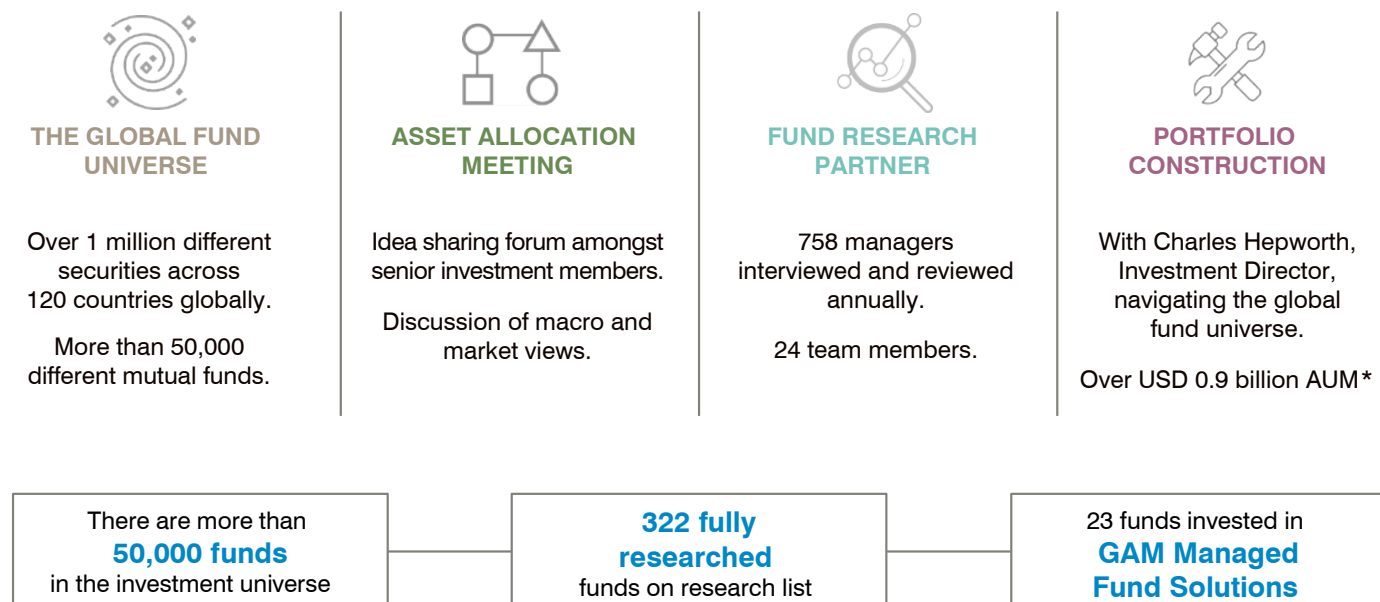 THE GLOBAL FUND
UNIVERSE
Over 1 million different
securities across
120 countries globally.
More than 50,000
different mutual funds.
ASSET ALLOCATION
MEETING
Idea sharing forum amongst
senior investment members.
Discussion of macro and
market views.
FUND RESEARCH
PARTNER
758 managers
interviewed and reviewed
annually.
24 team members.
PORTFOLIO
CONSTRUCTION
With Charles Hepworth,
Investment Director,
navigating the global
fund universe.
Over USD 0.9 billion AUM*
There are more than
50,000 funds
in the investment universe
322 fully
researched
funds on research list
23 funds invested in
GAM Managed
Fund Solutions